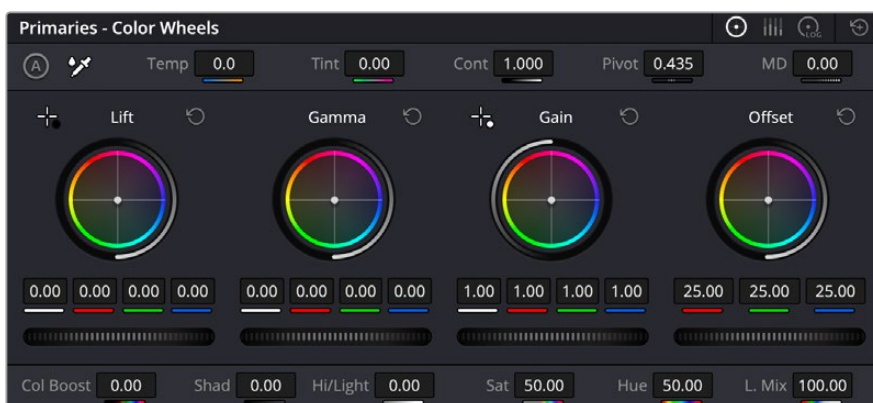 Primaries - Color Wheels
LOG
A Temp 0.0 Tint 0.00 Cont 1.000 Pivot 0.435 MD 0.00
Lift Gamma Gain Offset
0.00 0.00 0.00 0.00 0.00 0.00 0.00 0.00 1.00 1.00 1.00 1.00 25.00 25.00 25.00
Col Boost 0.00 Shad 0.00 Hi/Light 0.00 Sat 50.00 Hue 50.00 L. Mix 100.00